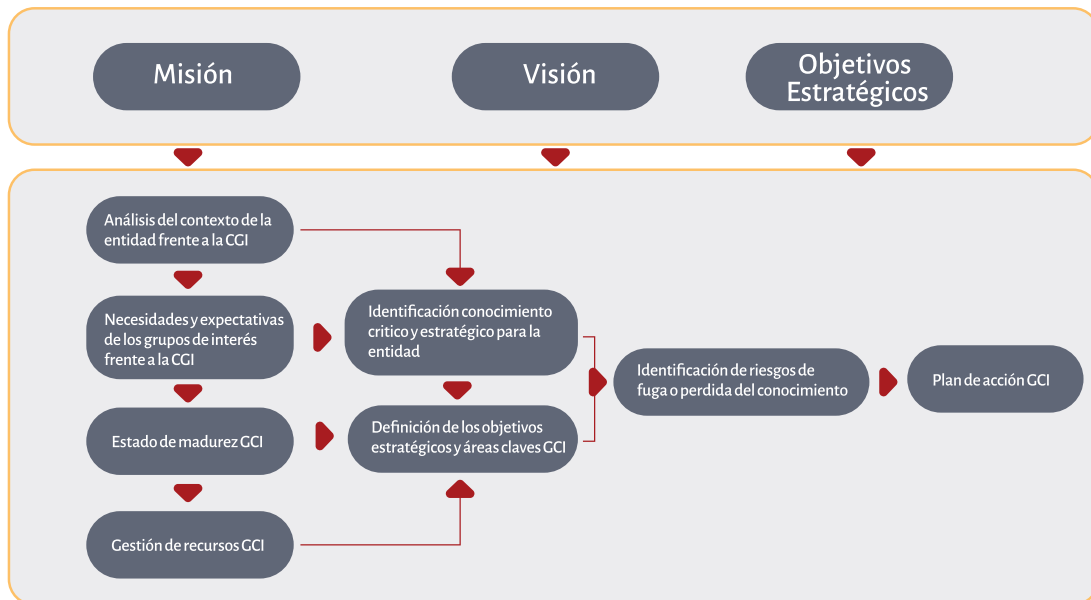 Misión
Visión
Objetivos
Estratégicos
Análisis del contexto de la
entidad frente a la CGI
Necesidades y expectativas
de los grupos de interés
frente a la CGI
Estado de madurez GCI
Gestión de recursos GCI
Identificación conocimiento
critico y estratégico para la
entidad
Definición de los objetivos
estratégicos y áreas claves GCI
Identificación de riesgos de
fuga o perdida del conocimiento
Plan de acción GCI